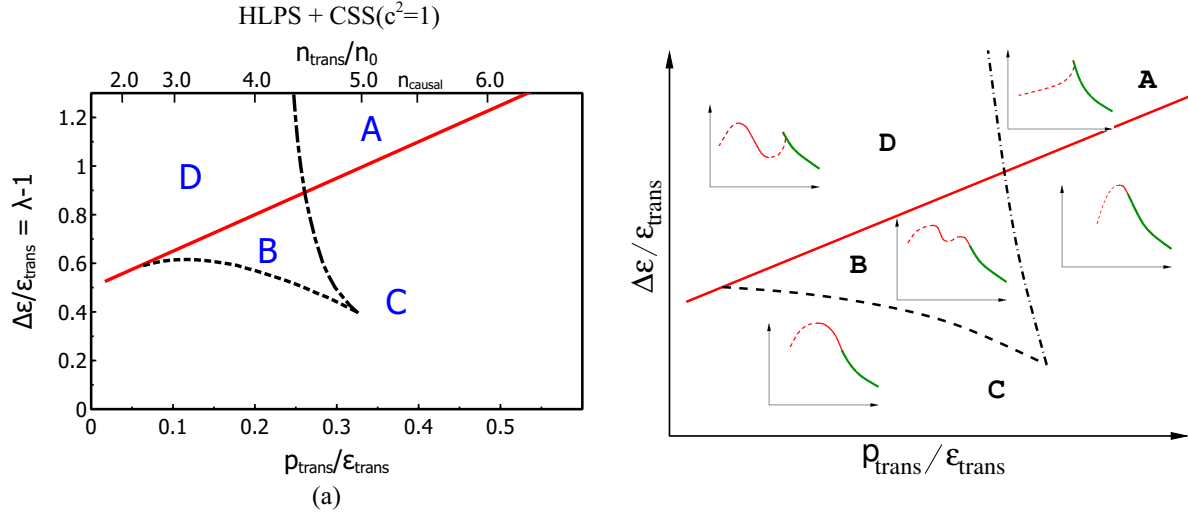 HLPS + CSS(c²=1)
n_trans/n_0
2.0 3.0 4.0 5.0 n_causal 6.0
Δε/ε_trans = λ-1
1.2
1
0.8
0.6
0.4
0.2
0
A
D
B
C
0 0.1 0.2 0.3 0.4 0.5
p_trans/ε_trans
(a)
Δε/ε_trans
A
D
B
C
p_trans/ε_trans